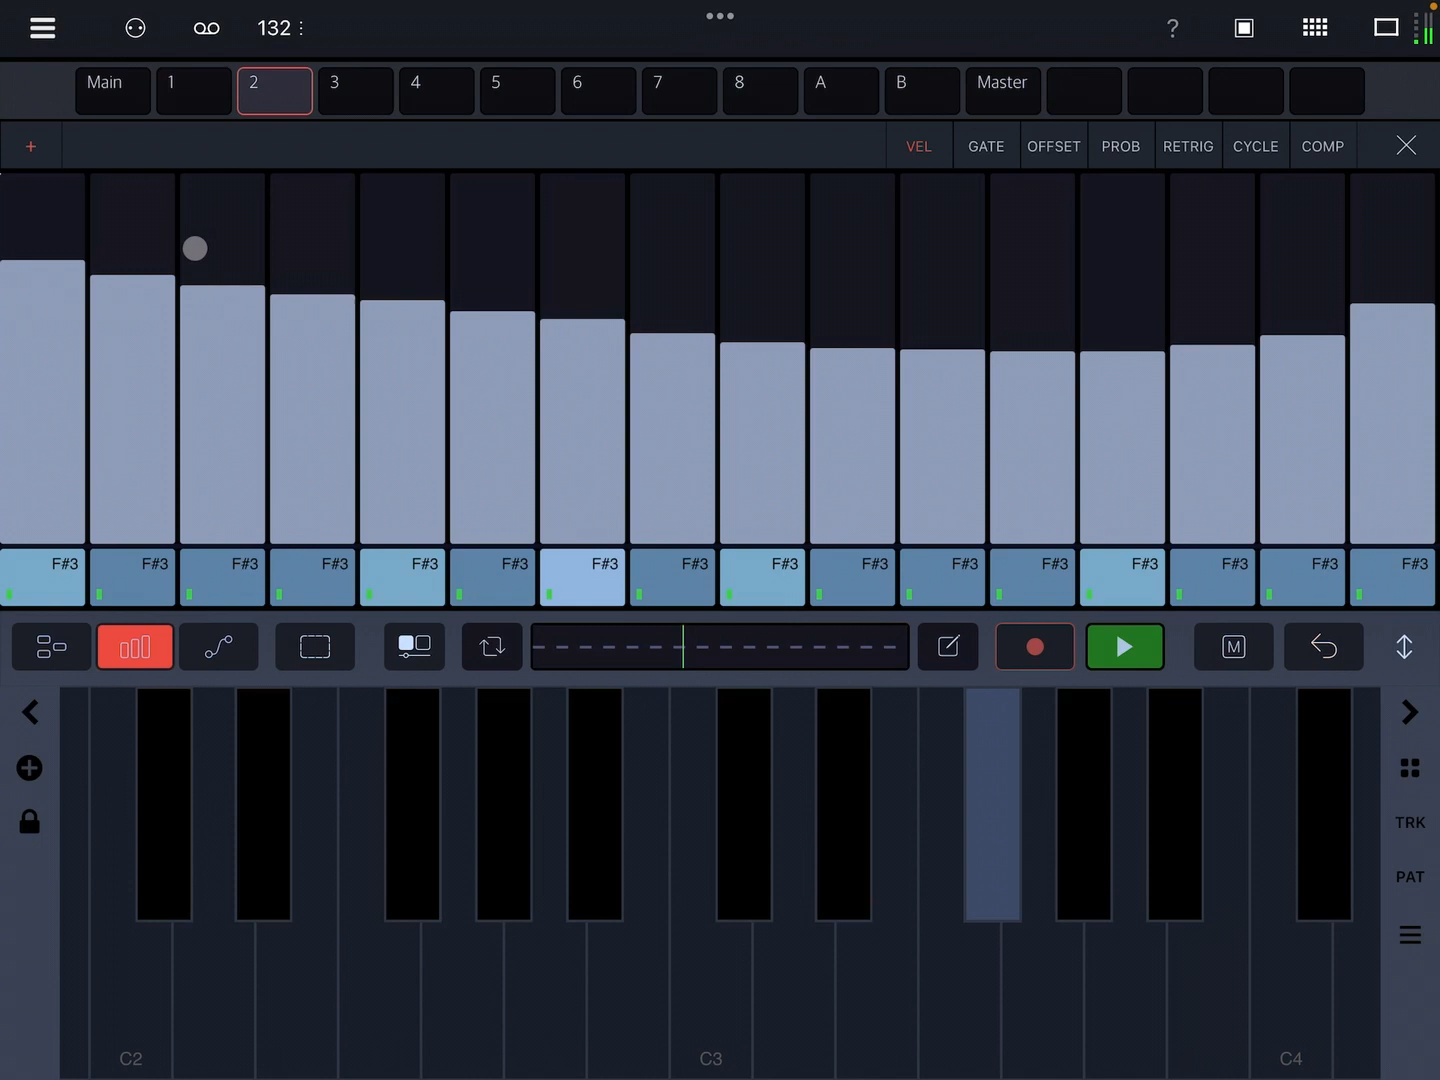 132
?
Main 1 2 3 4 5 6 7 8 A B Master
+ VEL GATE OFFSET PROB RETRIG CYCLE COMP
F#3 F#3 F#3 F#3 F#3 F#3 F#3 F#3 F#3 F#3 F#3 F#3 F#3 F#3 F#3 F#3
M
TRK
PAT
C2 C3 C4